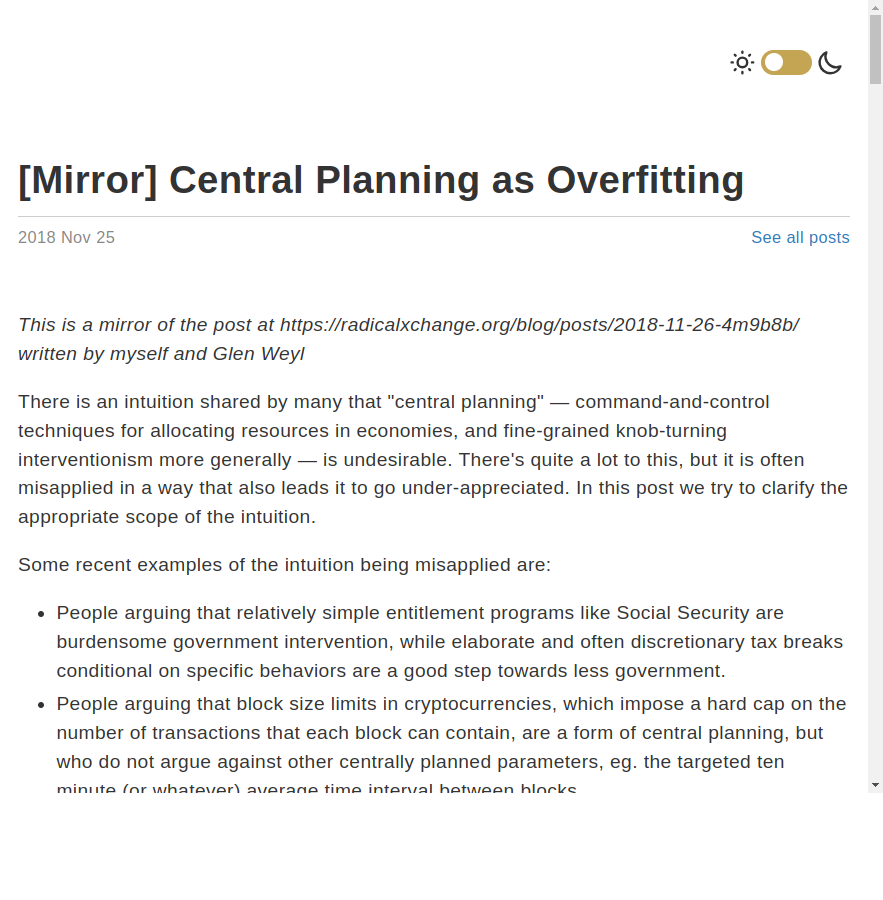 [Mirror] Central Planning as Overfitting
2018 Nov 25 See all posts
This is a mirror of the post at https://radicalxchange.org/blog/posts/2018-11-26-4m9b8b/
written by myself and Glen Weyl
There is an intuition shared by many that "central planning" — command-and-control
techniques for allocating resources in economies, and fine-grained knob-turning
interventionism more generally — is undesirable. There's quite a lot to this, but it is often
misapplied in a way that also leads it to go under-appreciated. In this post we try to clarify the
appropriate scope of the intuition.
Some recent examples of the intuition being misapplied are:
• People arguing that relatively simple entitlement programs like Social Security are
burdensome government intervention, while elaborate and often discretionary tax breaks
conditional on specific behaviors are a good step towards less government.
• People arguing that block size limits in cryptocurrencies, which impose a hard cap on the
number of transactions that each block can contain, are a form of central planning, but
who do not argue against other centrally planned parameters, eg. the targeted ten
minute (or whatever) average time interval between blocks.